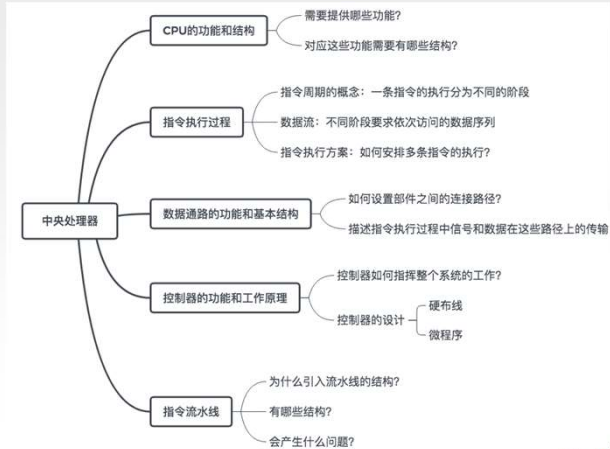 中央处理器
CPU的功能和结构
需要提供哪些功能?
对应这些功能需要有哪些结构?
指令执行过程
指令周期的概念：一条指令的执行分为不同的阶段
数据流：不同阶段要求依次访问的数据序列
指令执行方案：如何安排多条指令的执行?
数据通路的功能和基本结构
如何设置部件之间的连接路径?
描述指令执行过程中信号和数据在这些路径上的传输
控制器的功能和工作原理
控制器如何指挥整个系统的工作?
控制器的设计
硬布线
微程序
指令流水线
为什么引入流水线的结构?
有哪些结构?
会产生什么问题?